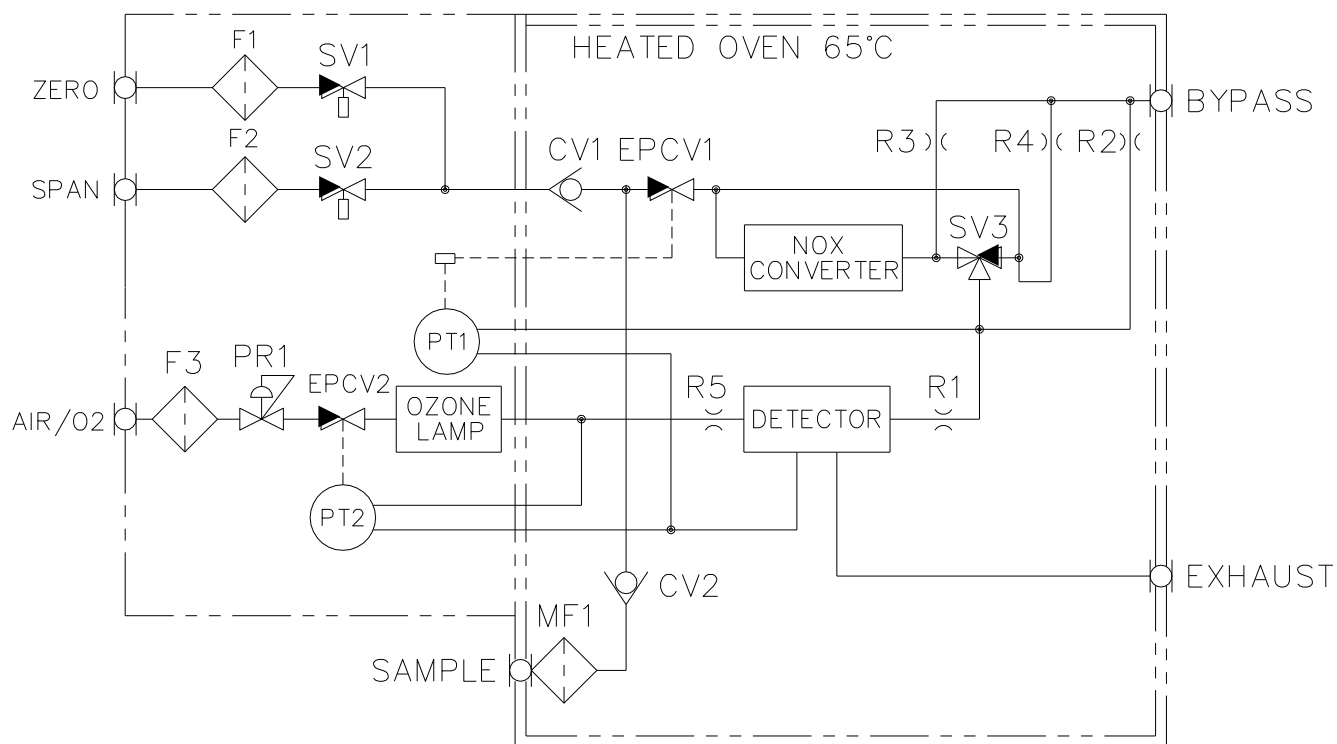 HEATED OVEN 65°C
F1
SV1
ZERO
BYPASS
F2
SV2
CV1
EPCV1
R3
R4
R2
SPAN
SV3
NOX
CONVERTER
PT1
F3
PR1
EPCV2
R5
R1
AIR/O2
OZONE
LAMP
DETECTOR
PT2
CV2
EXHAUST
MF1
SAMPLE